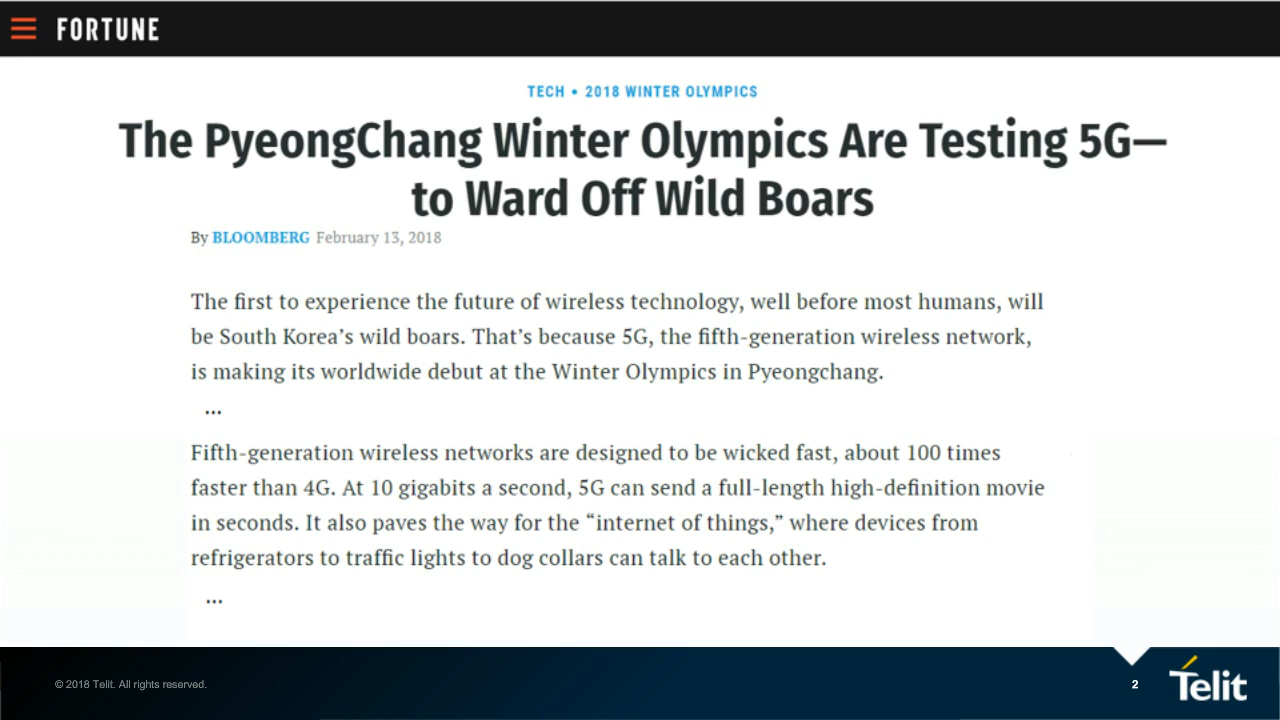 FORTUNE
TECH • 2018 WINTER OLYMPICS
The PyeongChang Winter Olympics Are Testing 5G—
to Ward Off Wild Boars
By BLOOMBERG February 13, 2018
The first to experience the future of wireless technology, well before most humans, will
be South Korea’s wild boars. That’s because 5G, the fifth-generation wireless network,
is making its worldwide debut at the Winter Olympics in Pyeongchang.
...
Fifth-generation wireless networks are designed to be wicked fast, about 100 times
faster than 4G. At 10 gigabits a second, 5G can send a full-length high-definition movie
in seconds. It also paves the way for the “internet of things,” where devices from
refrigerators to traffic lights to dog collars can talk to each other.
...
© 2018 Telit. All rights reserved.
2
Telit